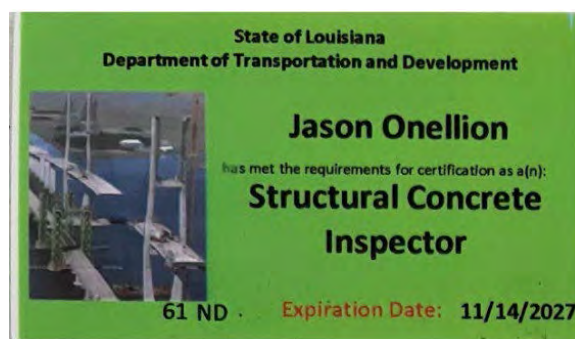 State of Louisiana
Department of Transportation and Development
Jason Onellion
has met the requirements for certification as a(n):
Structural Concrete
Inspector
61 ND . Expiration Date: 11/14/2027